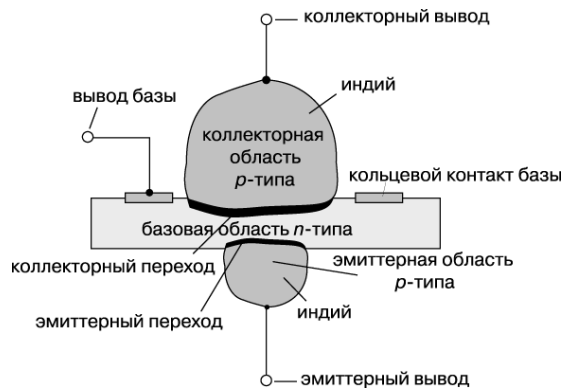 коллекторный вывод
индий
вывод базы
коллекторная
область
p-типа
кольцевой контакт базы
базовая область n-типа
коллекторный переход
эмиттерная область
p-типа
индий
эмиттерный переход
эмиттерный вывод